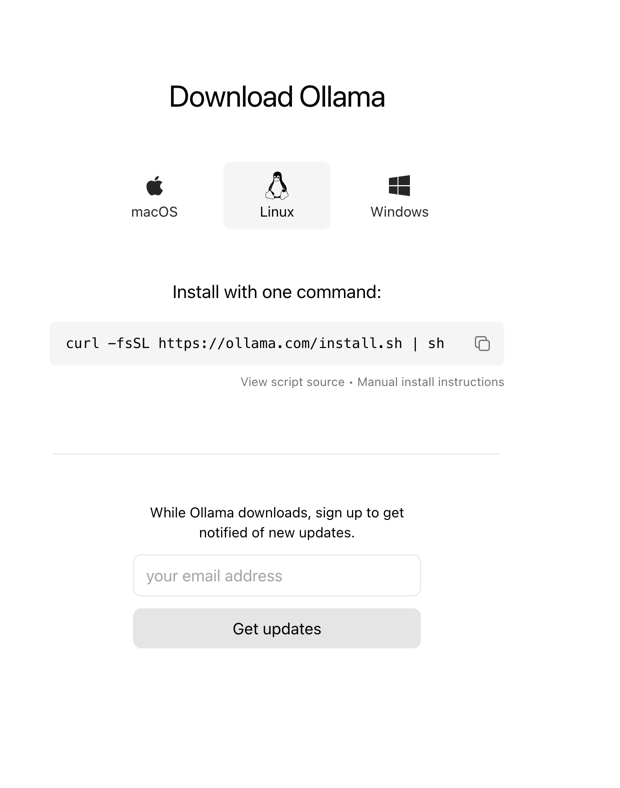 Download Ollama
macOS
Linux
Windows
Install with one command:
curl -fsSL https://ollama.com/install.sh | sh
View script source • Manual install instructions
While Ollama downloads, sign up to get
notified of new updates.
your email address
Get updates